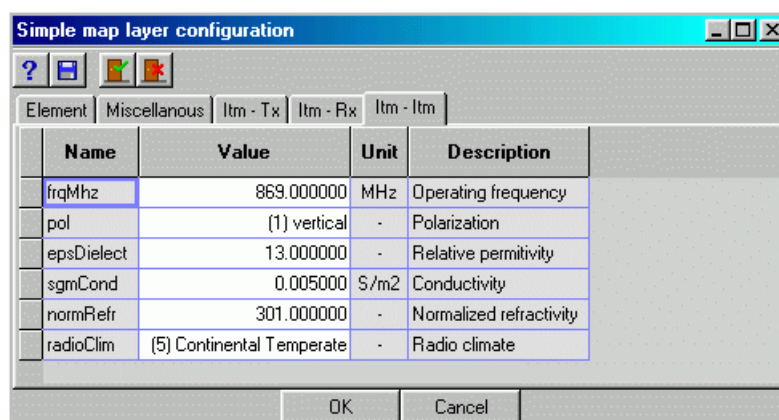 Simple map layer configuration
?
Element Miscellanous Itm - Tx Itm - Rx Itm - Itm
Name Value Unit Description
frqMhz 869.000000 MHz Operating frequency
pol (1) vertical - Polarization
epsDielect 13.000000 - Relative permitivity
sgmCond 0.005000 S/m2 Conductivity
normRefr 301.000000 - Normalized refractivity
radioClim (5) Continental Temperate - Radio climate
OK Cancel